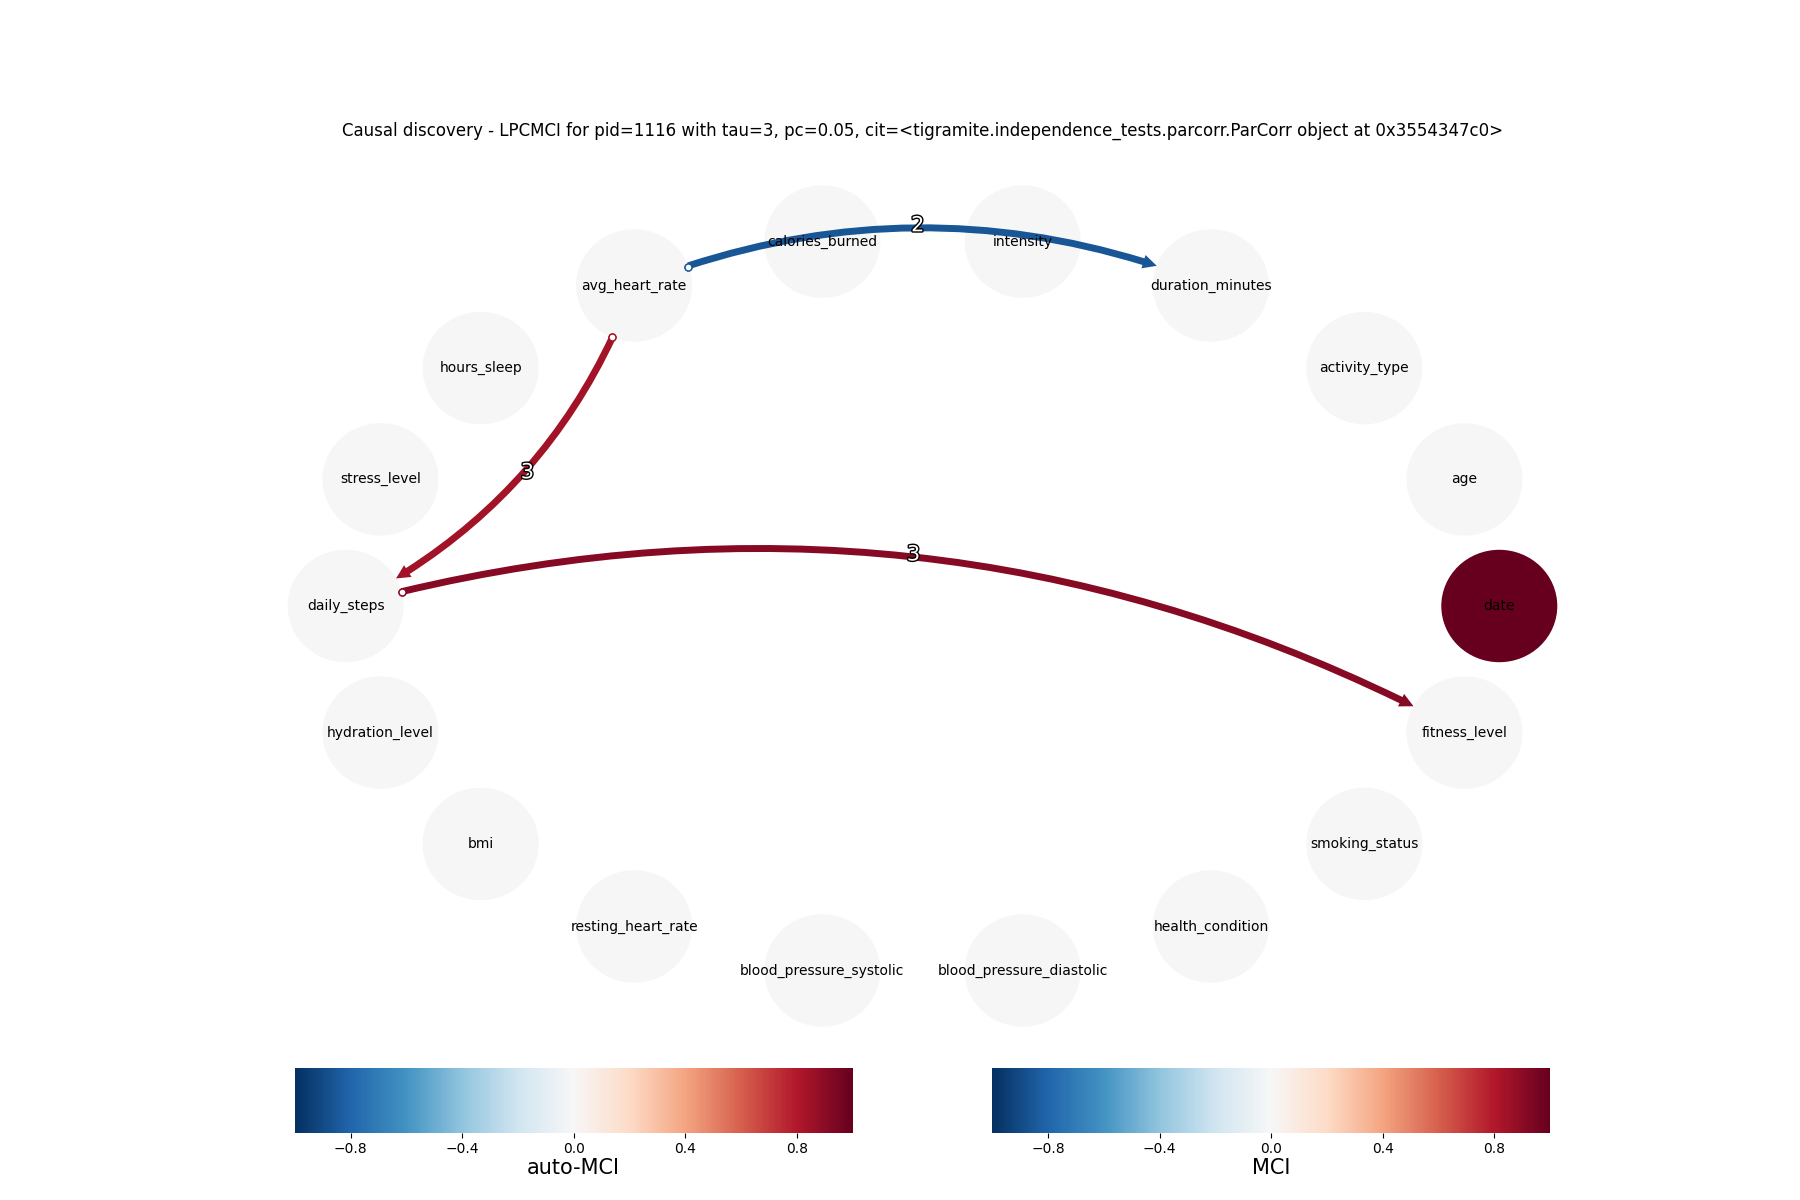 Causal discovery - LPCMCI for pid=1116 with tau=3, pc=0.05, cit=<tigramite.independence_tests.parcorr.ParCorr object at 0x3554347c0>
2
calories_burned
intensity
avg_heart_rate
duration_minutes
hours_sleep
activity_type
3
stress_level
age
3
daily_steps
date
hydration_level
fitness_level
bmi
smoking_status
resting_heart_rate
health_condition
blood_pressure_systolic
blood_pressure_diastolic
−0.8 −0.4 0.0 0.4 0.8
auto-MCI
−0.8 −0.4 0.0 0.4 0.8
MCI